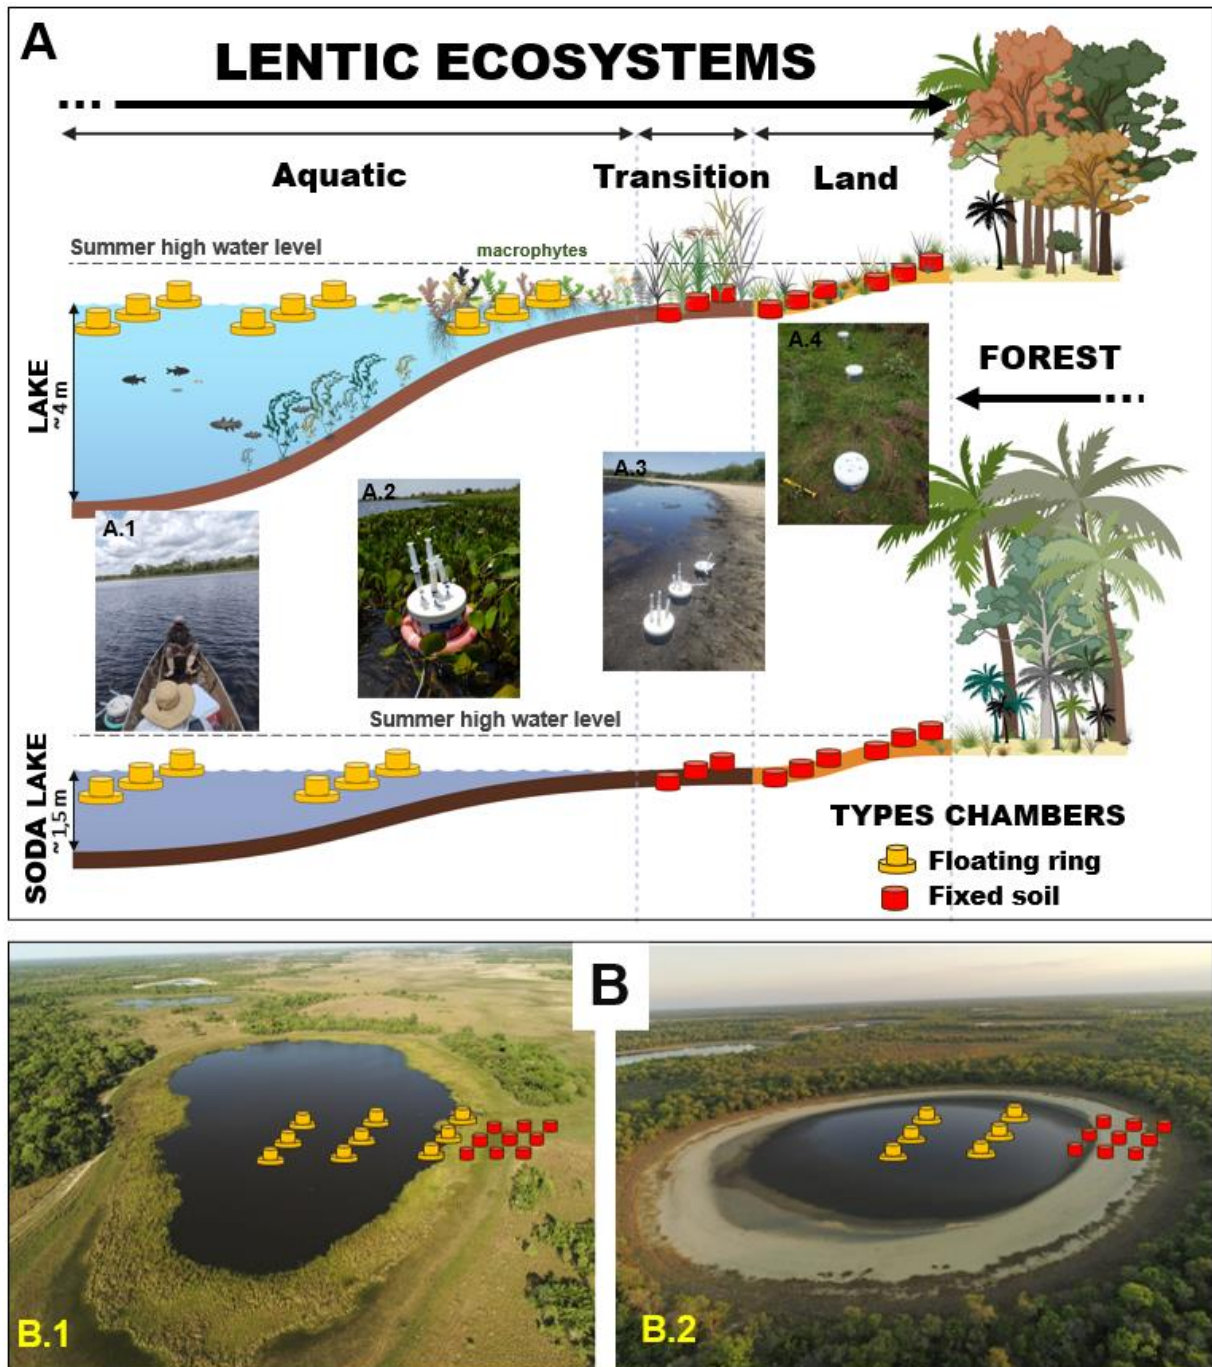 A
LENTIC ECOSYSTEMS
Aquatic
Transition
Land
Summer high water level
macrophytes
LAKE
~ 4 m
A.4
FOREST
A.3
A.2
A.1
Summer high water level
SODA LAKE
~ 1,5 m
TYPES CHAMBERS
Floating ring
Fixed soil
B
B.1
B.2